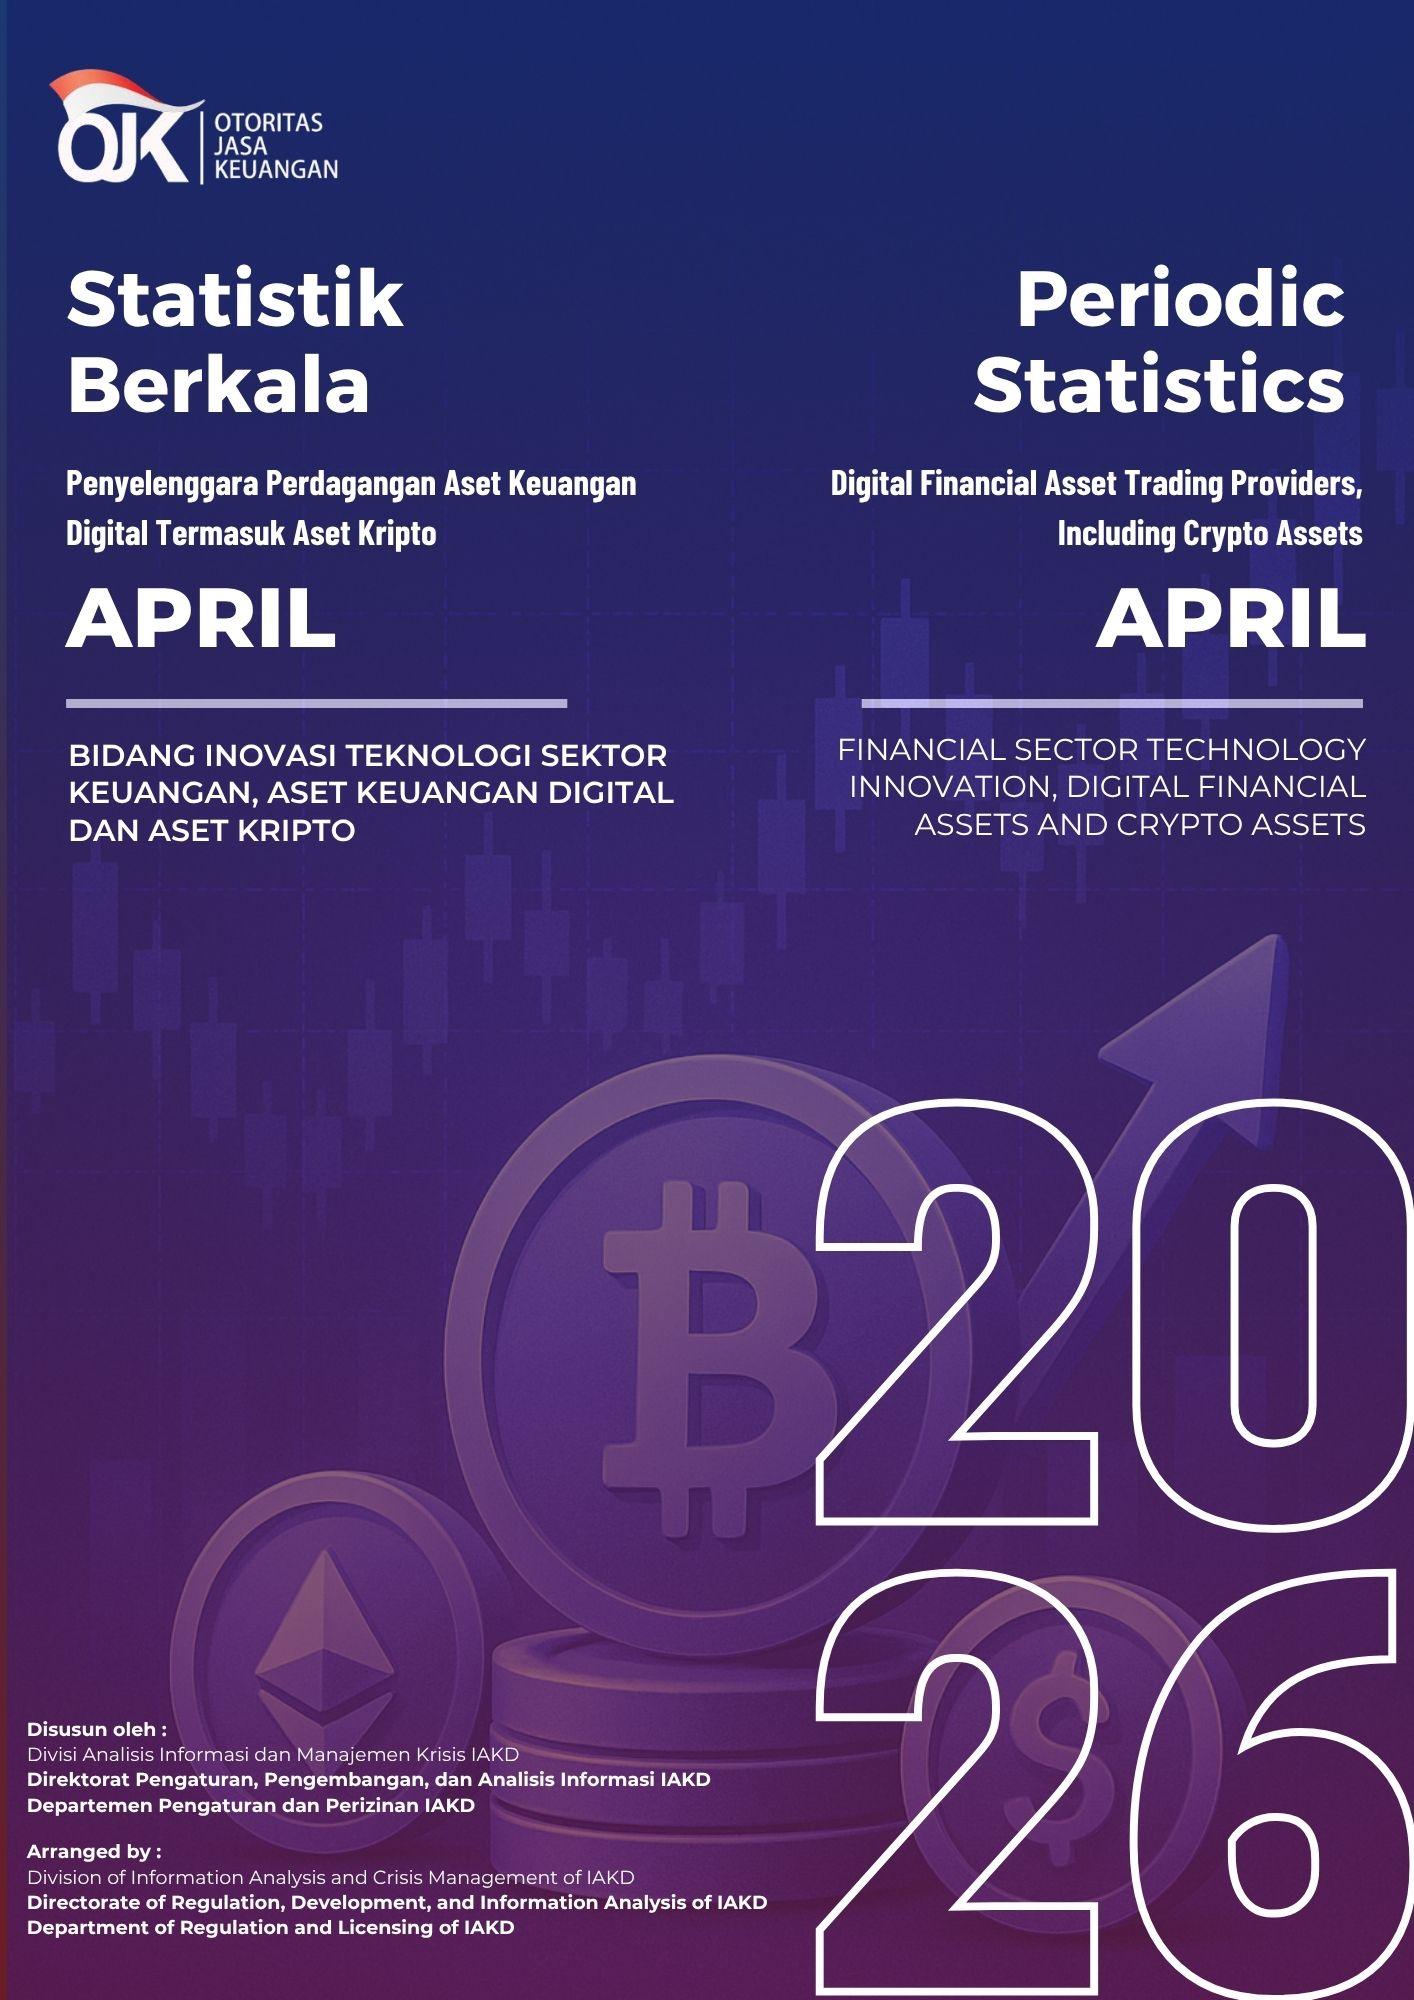 OJK
OTORITAS
JASA
KEUANGAN
Statistik
Berkala
Penyelenggara Perdagangan Aset Keuangan
Digital Termasuk Aset Kripto
APRIL
BIDANG INOVASI TEKNOLOGI SEKTOR
KEUANGAN, ASET KEUANGAN DIGITAL
DAN ASET KRIPTO
Periodic
Statistics
Digital Financial Asset Trading Providers,
Including Crypto Assets
APRIL
FINANCIAL SECTOR TECHNOLOGY
INNOVATION, DIGITAL FINANCIAL
ASSETS AND CRYPTO ASSETS
20
26
Disusun oleh :
Divisi Analisis Informasi dan Manajemen Krisis IAKD
Direktorat Pengaturan, Pengembangan, dan Analisis Informasi IAKD
Departemen Pengaturan dan Perizinan IAKD
Arranged by :
Division of Information Analysis and Crisis Management of IAKD
Directorate of Regulation, Development, and Information Analysis of IAKD
Department of Regulation and Licensing of IAKD